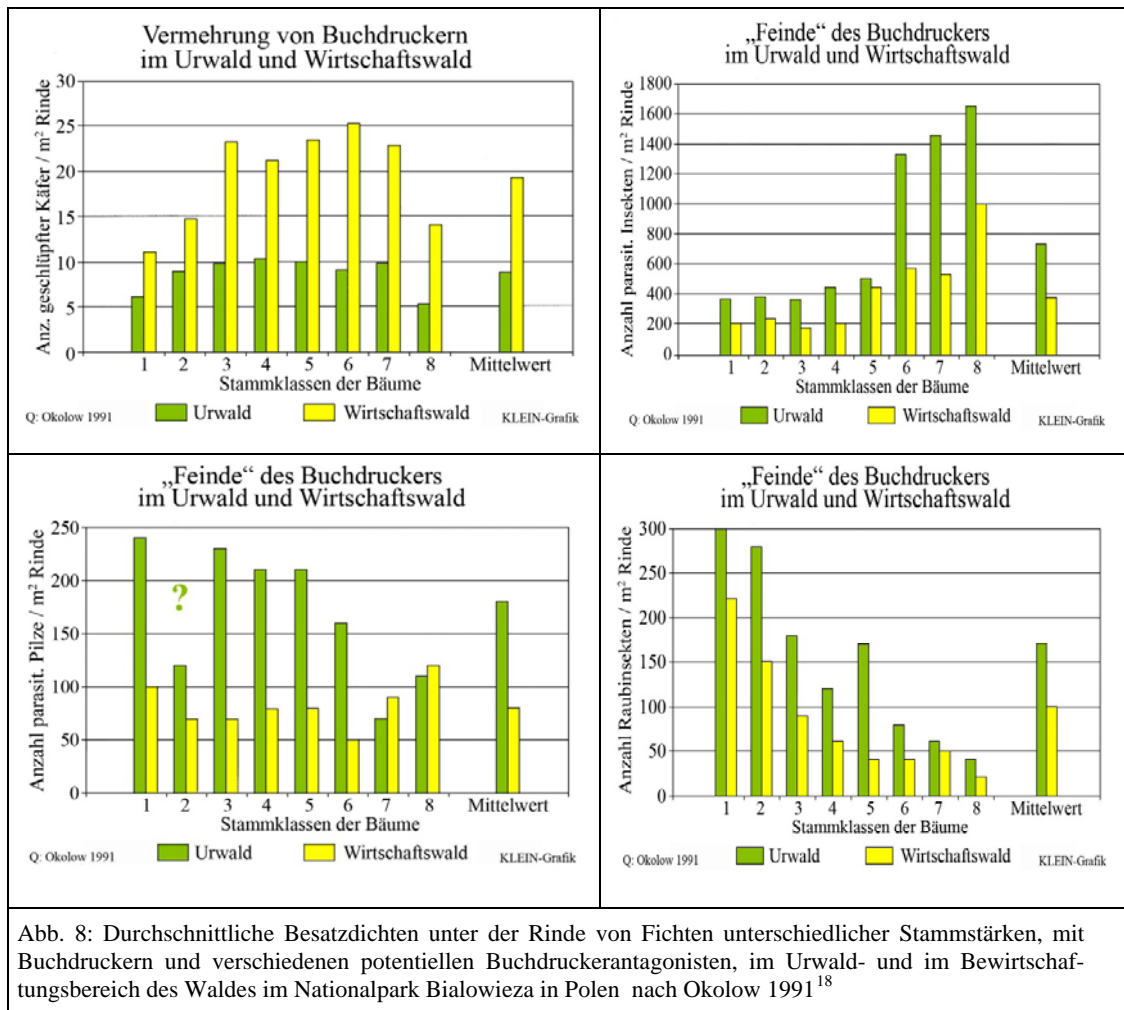 Vermehrung von Buchdruckern
im Urwald und Wirtschaftswald
Anz. geschlüpfter Käfer / m² Rinde
30
25
20
15
10
5
0
1 2 3 4 5 6 7 8 Mittelwert
Stammklassen der Bäume
Q: Okolow 1991 Urwald Wirtschaftswald KLEIN-Grafik
„Feinde“ des Buchdruckers
im Urwald und Wirtschaftswald
Anzahl parasit. Insekten / m² Rinde
1800
1600
1400
1200
1000
800
600
400
200
0
1 2 3 4 5 6 7 8 Mittelwert
Stammklassen der Bäume
Q: Okolow 1991 Urwald Wirtschaftswald KLEIN-Grafik
„Feinde“ des Buchdruckers
im Urwald und Wirtschaftswald
Anzahl parasit. Pilze / m² Rinde
250
200
150
100
50
0
?
1 2 3 4 5 6 7 8 Mittelwert
Stammklassen der Bäume
Q: Okolow 1991 Urwald Wirtschaftswald KLEIN-Grafik
„Feinde“ des Buchdruckers
im Urwald und Wirtschaftswald
Anzahl Raubinsekten / m² Rinde
300
250
200
150
100
50
0
1 2 3 4 5 6 7 8 Mittelwert
Stammklassen der Bäume
Q: Okolow 1991 Urwald Wirtschaftswald KLEIN-Grafik
Abb. 8: Durchschnittliche Besatzdichten unter der Rinde von Fichten unterschiedlicher Stammstärken, mit
Buchdruckern und verschiedenen potentiellen Buchdruckerantagonisten, im Urwald- und im Bewirtschaf-
tungsbereich des Waldes im Nationalpark Bialowieza in Polen nach Okolow 1991¹⁸